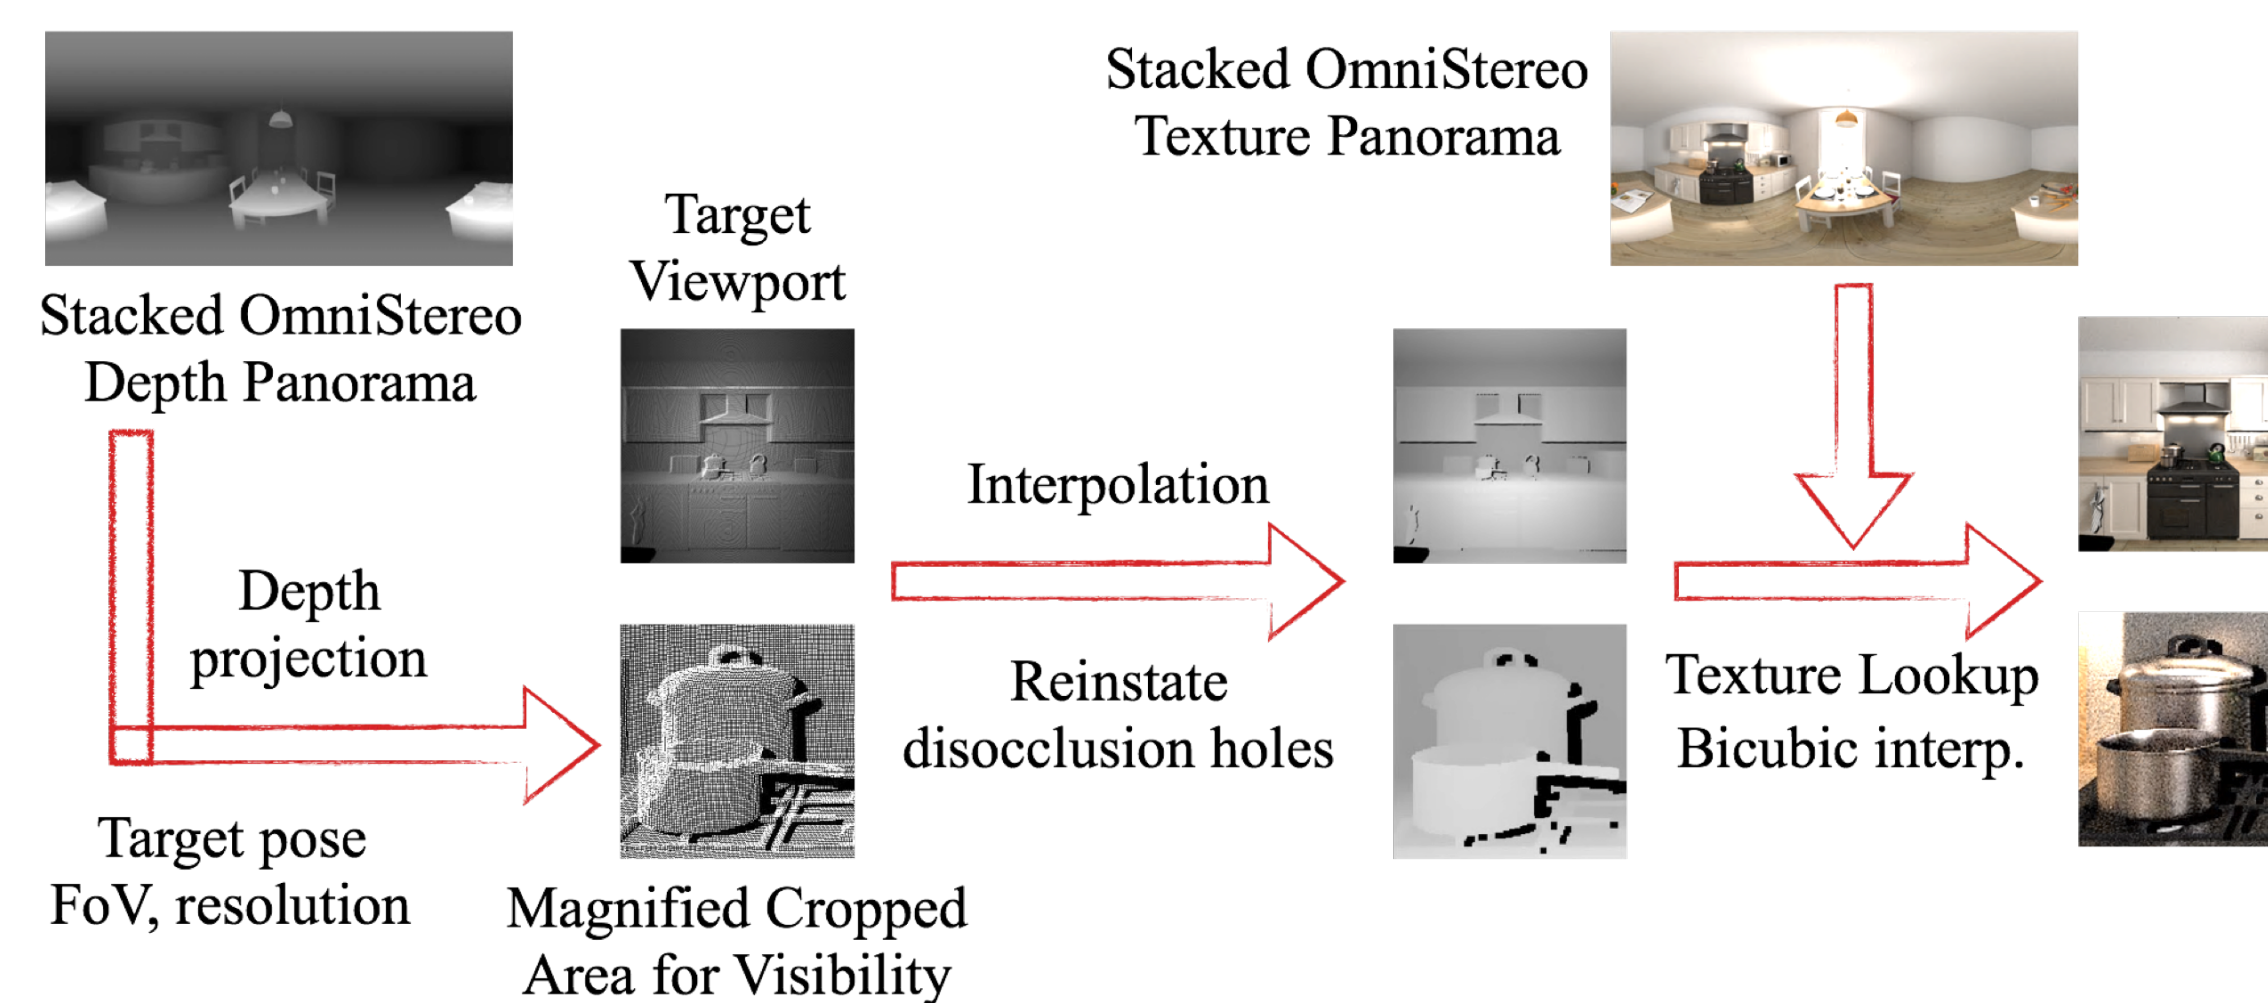 Stacked OmniStereo
Depth Panorama
Depth
projection
Target pose
FoV, resolution
Target
Viewport
Magnified Cropped
Area for Visibility
Interpolation
Reinstate
disocclusion holes
Stacked OmniStereo
Texture Panorama
Texture Lookup
Bicubic interp.